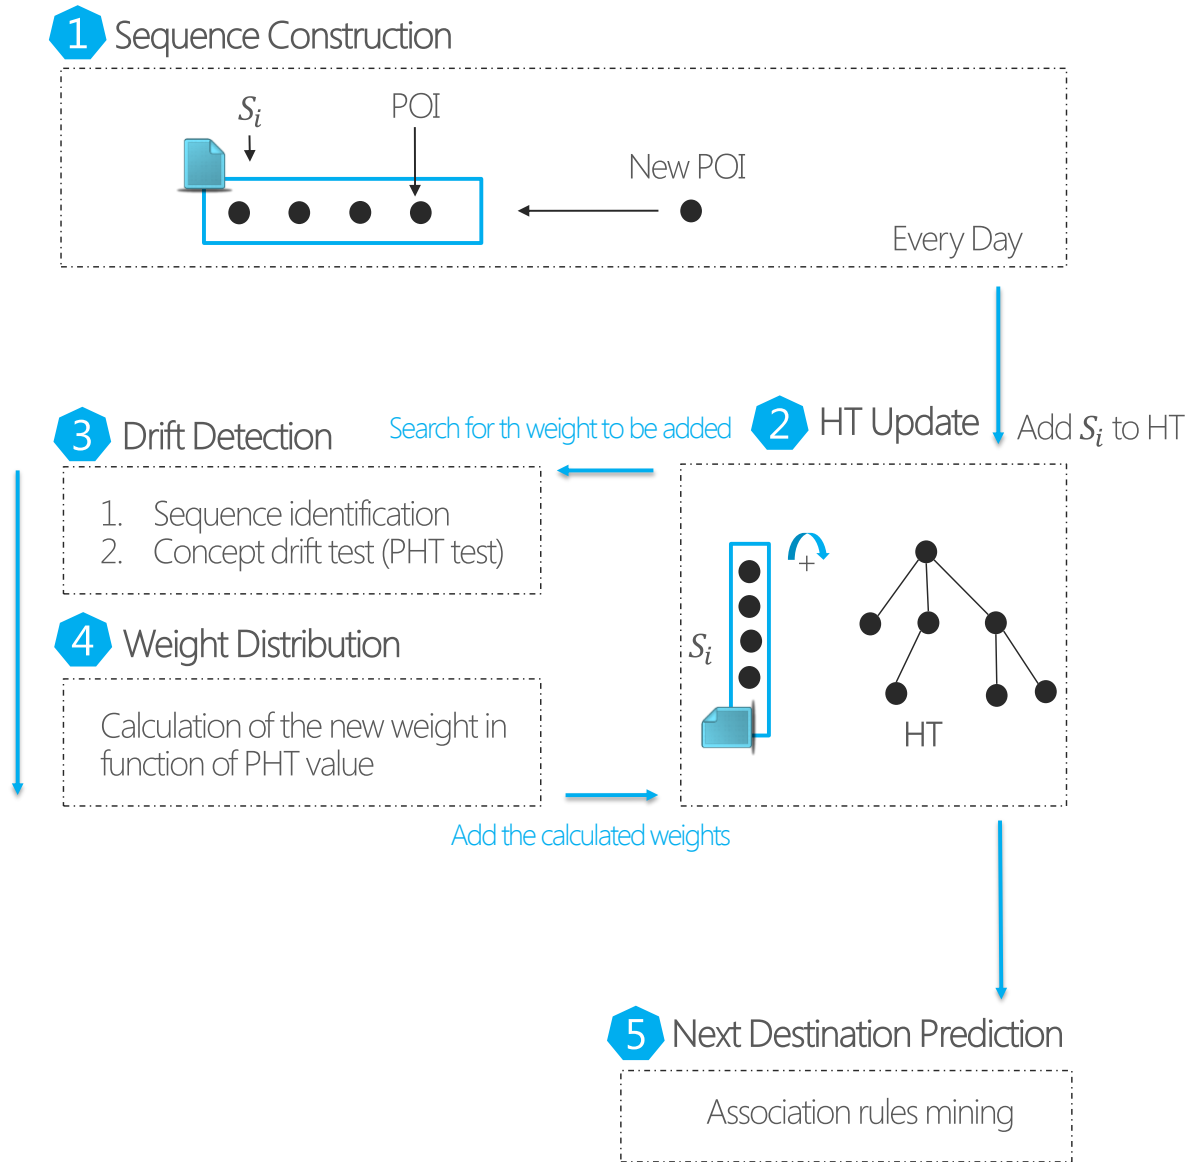 1 Sequence Construction
S_i
POI
New POI
Every Day
3 Drift Detection
Search for th weight to be added
2 HT Update
Add S_i to HT
1. Sequence identification
2. Concept drift test (PHT test)
+
S_i
HT
4 Weight Distribution
Calculation of the new weight in
function of PHT value
Add the calculated weights
5 Next Destination Prediction
Association rules mining